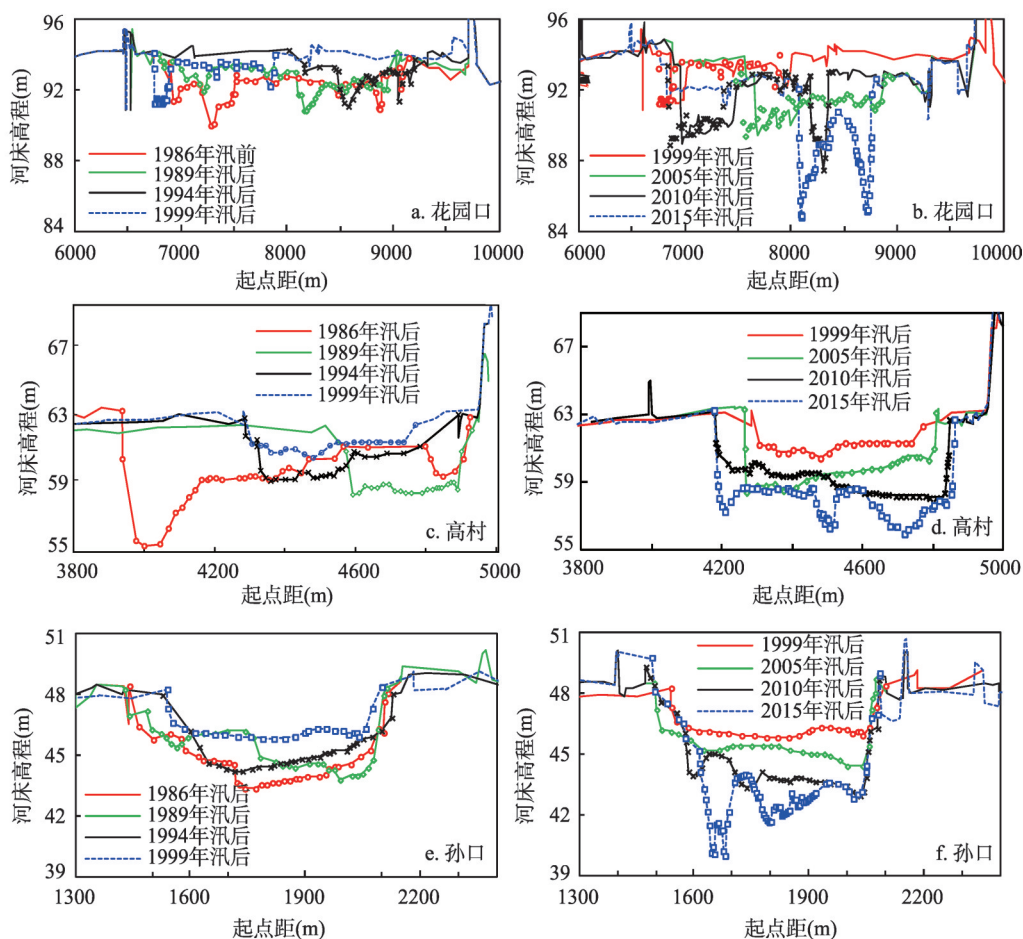 96
92
88
84
河床高程(m)
1986年汛前
1989年汛后
1994年汛后
1999年汛后
a. 花园口
6000 7000 8000 9000 10000
起点距(m)
96
92
88
84
河床高程(m)
1999年汛后
2005年汛后
2010年汛后
2015年汛后
b. 花园口
6000 7000 8000 9000 10000
起点距(m)
67
63
59
55
河床高程(m)
1986年汛后
1989年汛后
1994年汛后
1999年汛后
c. 高村
3800 4200 4600 5000
起点距(m)
67
63
59
55
河床高程(m)
1999年汛后
2005年汛后
2010年汛后
2015年汛后
d. 高村
3800 4200 4600 5000
起点距(m)
51
48
45
42
39
河床高程(m)
1986年汛后
1989年汛后
1994年汛后
1999年汛后
e. 孙口
1300 1600 1900 2200
起点距(m)
51
48
45
42
39
河床高程(m)
1999年汛后
2005年汛后
2010年汛后
2015年汛后
f. 孙口
1300 1600 1900 2200
起点距(m)